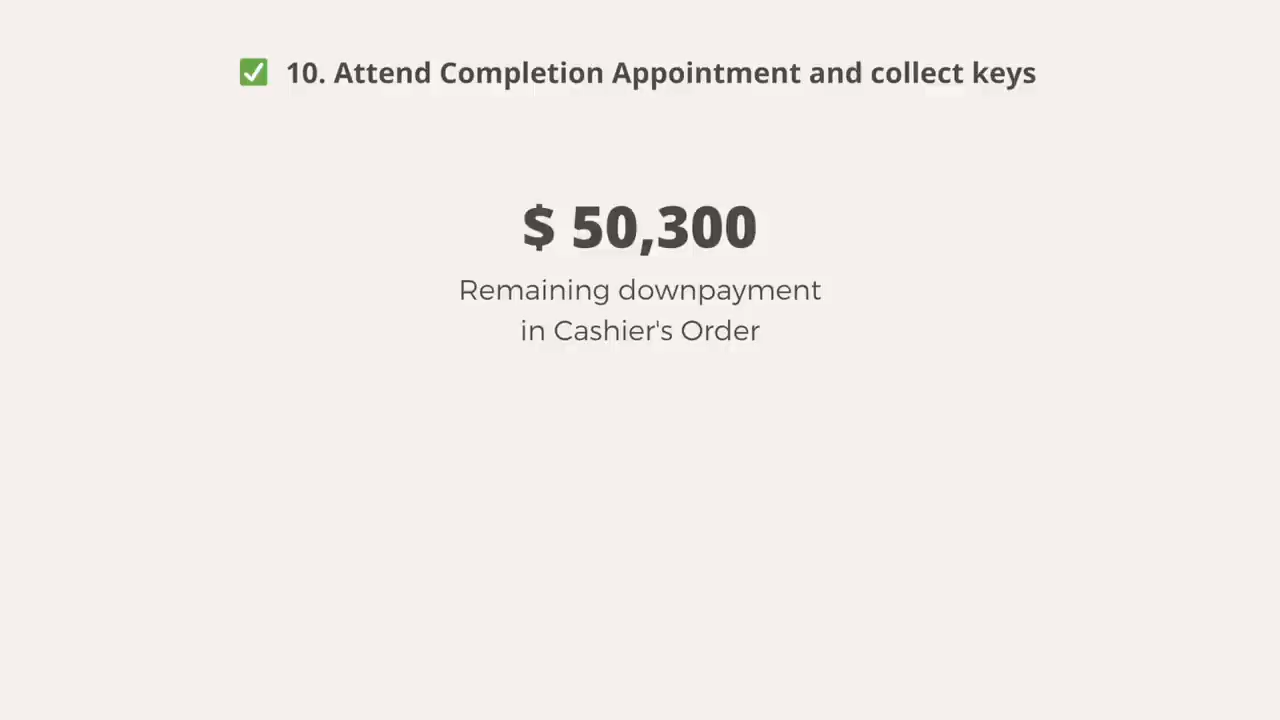 ✅ 10. Attend Completion Appointment and collect keys
$ 50,300
Remaining downpayment
in Cashier's Order